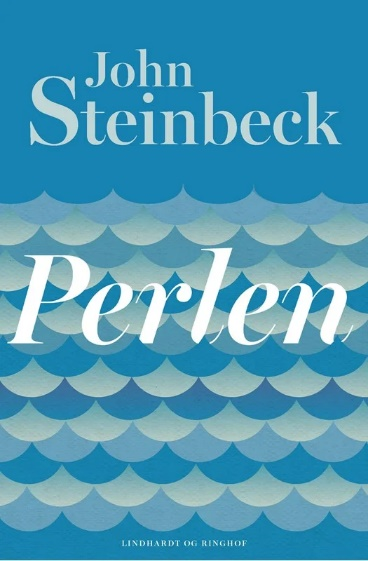 John
Steinbeck
Perlen
LINDHARDT OG RINGHOF